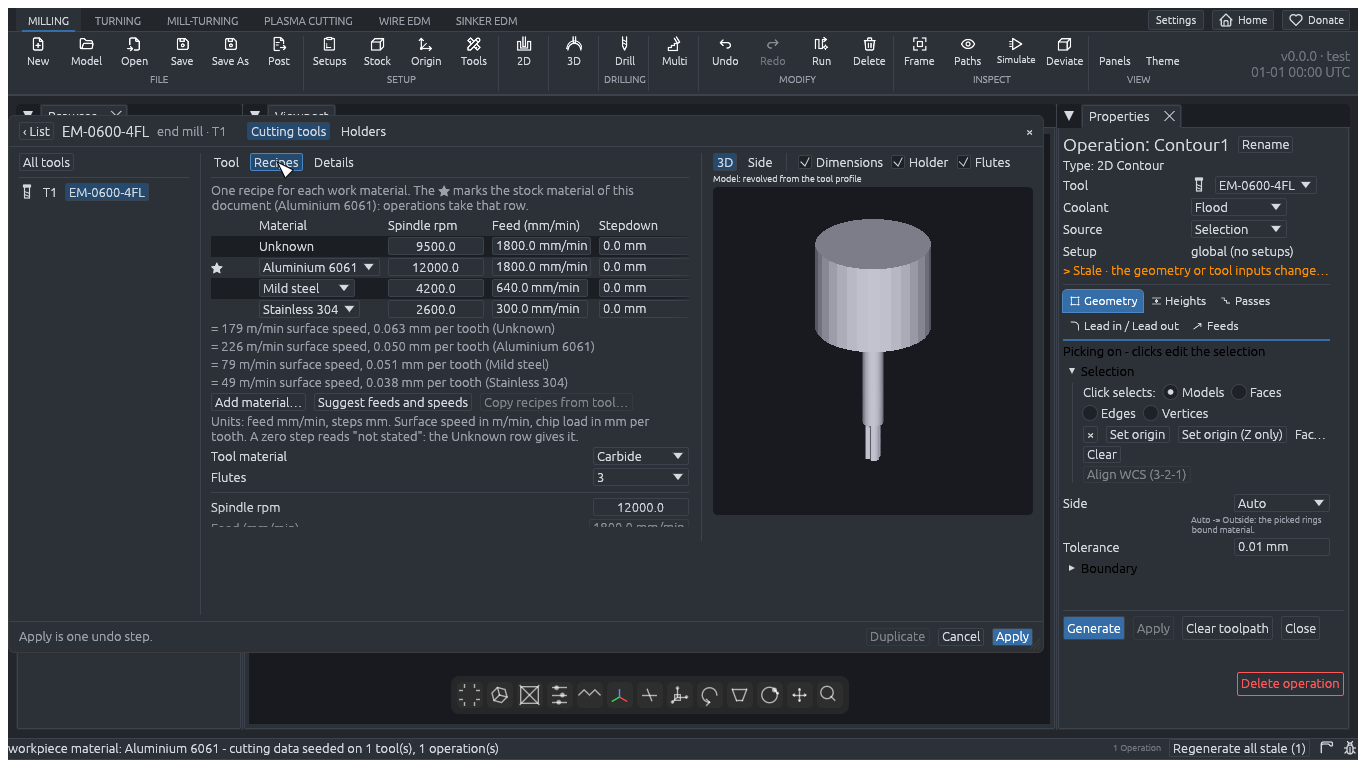 MILLING TURNING MILL-TURNING PLASMA CUTTING WIRE EDM SINKER EDM Settings Home Donate
New Model Open Save Save As Post Setups Stock Origin Tools 2D 3D Drill Multi Undo Redo Run Delete Frame Paths Simulate Deviate Panels Theme
FILE SETUP DRILLING MODIFY INSPECT VIEW
v0.0.0 · test
01-01 00:00 UTC
‹ List EM-0600-4FL end mill · T1 Cutting tools Holders ×
All tools
T1 EM-0600-4FL
Tool Recipes Details
One recipe for each work material. The ★ marks the stock material of this
document (Aluminium 6061): operations take that row.
Material Spindle rpm Feed (mm/min) Stepdown
Unknown 9500.0 1800.0 mm/min 0.0 mm
★ Aluminium 6061 12000.0 1800.0 mm/min 0.0 mm
Mild steel 4200.0 640.0 mm/min 0.0 mm
Stainless 304 2600.0 300.0 mm/min 0.0 mm
= 179 m/min surface speed, 0.063 mm per tooth (Unknown)
= 226 m/min surface speed, 0.050 mm per tooth (Aluminium 6061)
= 79 m/min surface speed, 0.051 mm per tooth (Mild steel)
= 49 m/min surface speed, 0.038 mm per tooth (Stainless 304)
Add material... Suggest feeds and speeds Copy recipes from tool...
Units: feed mm/min, steps mm. Surface speed in m/min, chip load in mm per
tooth. A zero step reads "not stated": the Unknown row gives it.
Tool material Carbide
Flutes 3
Spindle rpm 12000.0
3D Side Dimensions Holder Flutes
Model: revolved from the tool profile
Apply is one undo step. Duplicate Cancel Apply
Properties
Operation: Contour1 Rename
Type: 2D Contour
Tool EM-0600-4FL
Coolant Flood
Source Selection
Setup global (no setups)
> Stale · the geometry or tool inputs change...
Geometry Heights Passes
Lead in / Lead out Feeds
Picking on - clicks edit the selection
Selection
Click selects: Models Faces
Edges Vertices
× Set origin Set origin (Z only) Fac...
Clear
Align WCS (3-2-1)
Side Auto
Auto -> Outside: the picked rings
bound material.
Tolerance 0.01 mm
Boundary
Generate Apply Clear toolpath Close
Delete operation
workpiece material: Aluminium 6061 - cutting data seeded on 1 tool(s), 1 operation(s) 1 Operation Regenerate all stale (1)